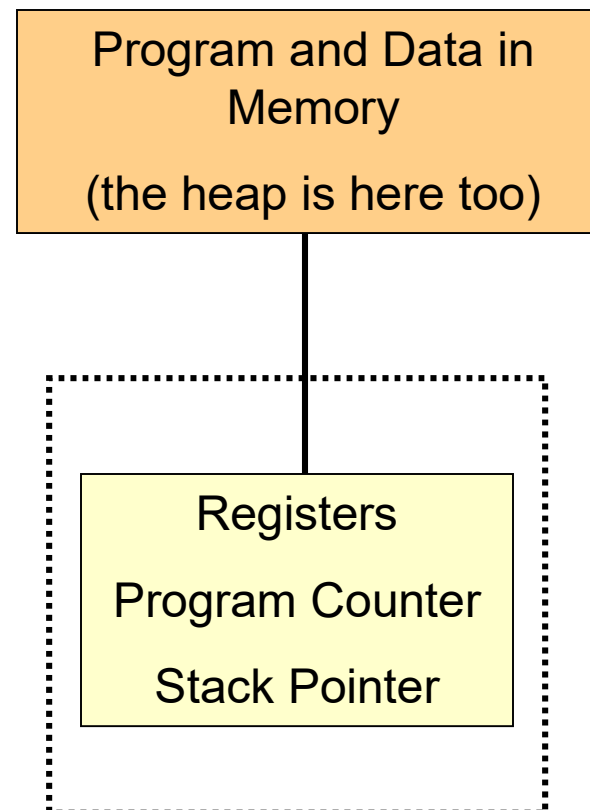 Program and Data in
Memory
(the heap is here too)
Registers
Program Counter
Stack Pointer